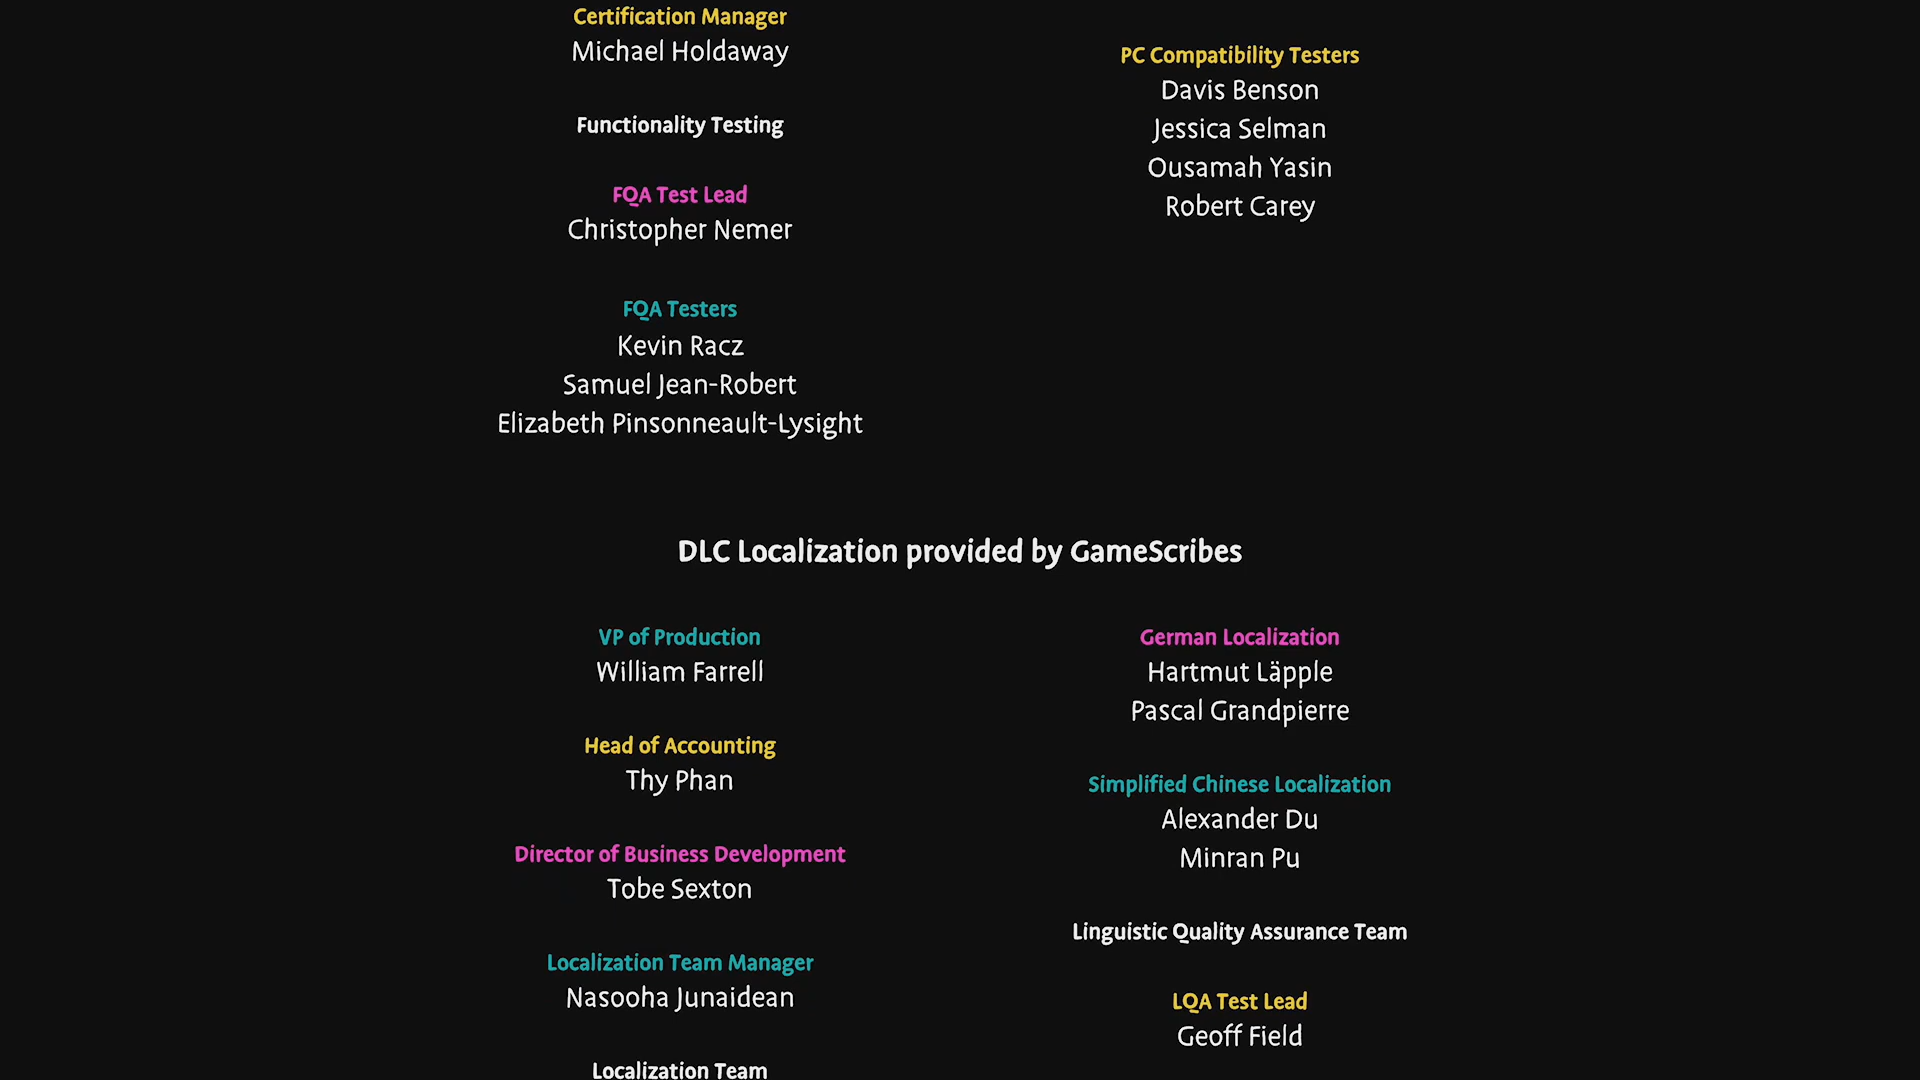 Certification Manager
Michael Holdaway
Functionality Testing
FQA Test Lead
Christopher Nemer
FQA Testers
Kevin Racz
Samuel Jean-Robert
Elizabeth Pinsonneault-Lysight
PC Compatibility Testers
Davis Benson
Jessica Selman
Ousamah Yasin
Robert Carey
DLC Localization provided by GameScribes
VP of Production
William Farrell
Head of Accounting
Thy Phan
Director of Business Development
Tobe Sexton
Localization Team Manager
Nasooha Junaidean
Localization Team
German Localization
Hartmut Läpple
Pascal Grandpierre
Simplified Chinese Localization
Alexander Du
Minran Pu
Linguistic Quality Assurance Team
LQA Test Lead
Geoff Field